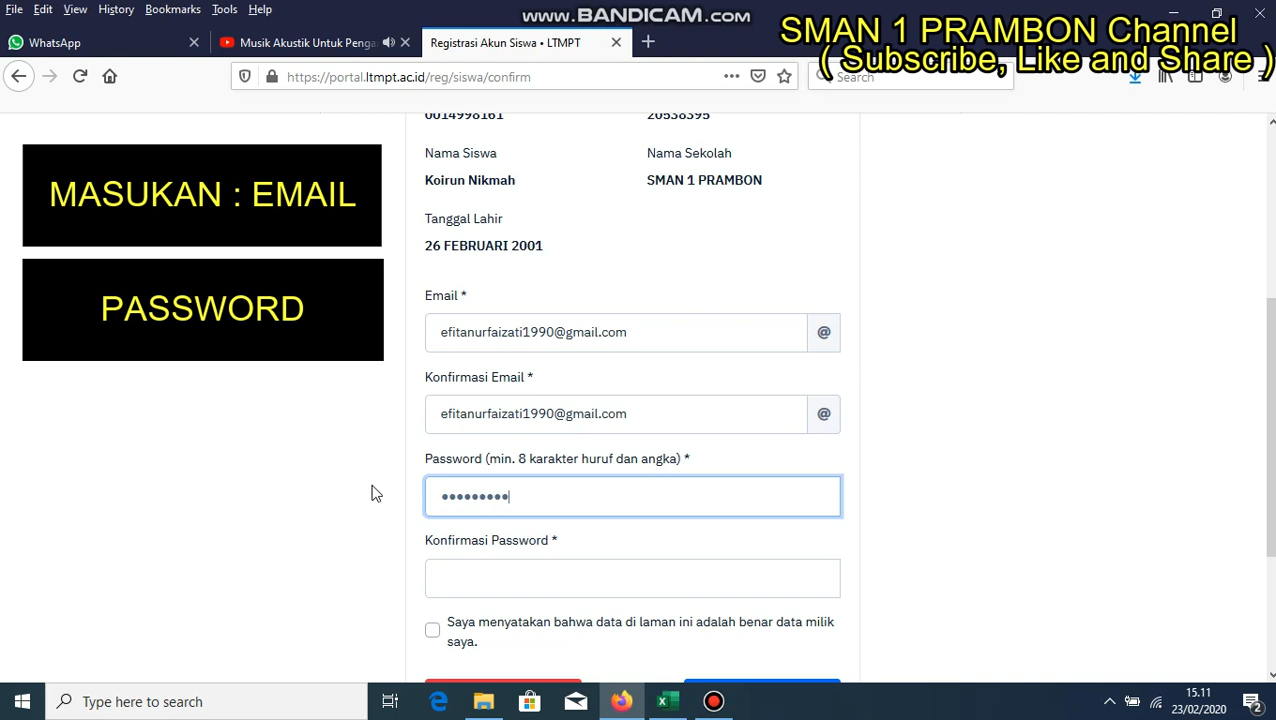 File Edit View History Bookmarks Tools Help
www.BANDICAM.com
SMAN 1 PRAMBON Channel
( Subscribe, Like and Share )
WhatsApp
Musik Akustik Untuk Penga
Registrasi Akun Siswa • LTMPT
https://portal.ltmpt.ac.id/reg/siswa/confirm
Search
0014998161
20538395
Nama Siswa
Nama Sekolah
Koirun Nikmah
SMAN 1 PRAMBON
Tanggal Lahir
26 FEBRUARI 2001
MASUKAN : EMAIL
PASSWORD
Email *
efitanurfaizati1990@gmail.com
@
Konfirmasi Email *
efitanurfaizati1990@gmail.com
@
Password (min. 8 karakter huruf dan angka) *
•••••••••
Konfirmasi Password *
Saya menyatakan bahwa data di laman ini adalah benar data milik
saya.
Type here to search
15.11
23/02/2020
2